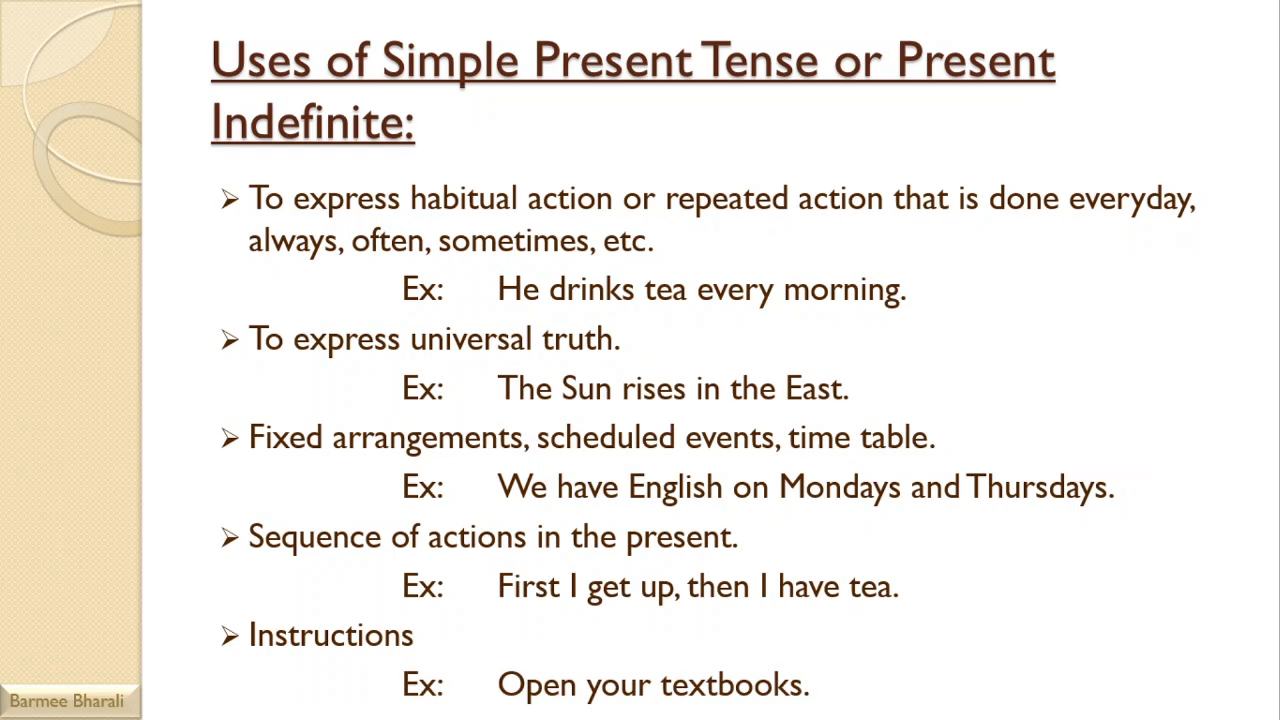 Uses of Simple Present Tense or Present
Indefinite:
➢ To express habitual action or repeated action that is done everyday,
always, often, sometimes, etc.
Ex: He drinks tea every morning.
➢ To express universal truth.
Ex: The Sun rises in the East.
➢ Fixed arrangements, scheduled events, time table.
Ex: We have English on Mondays and Thursdays.
➢ Sequence of actions in the present.
Ex: First I get up, then I have tea.
➢ Instructions
Ex: Open your textbooks.
Barmee Bharali